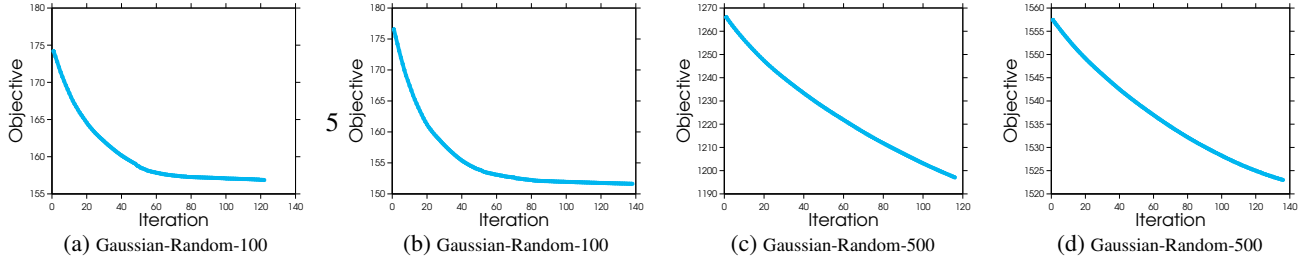 180
175
170
165
160
155
0 20 40 60 80 100 120 140
Objective
Iteration
(a) Gaussian-Random-100
5
180
175
170
165
160
155
150
0 20 40 60 80 100 120 140
Objective
Iteration
(b) Gaussian-Random-100
1270
1260
1250
1240
1230
1220
1210
1200
1190
0 20 40 60 80 100 120
Objective
Iteration
(c) Gaussian-Random-500
1560
1555
1550
1545
1540
1535
1530
1525
1520
0 20 40 60 80 100 120 140
Objective
Iteration
(d) Gaussian-Random-500